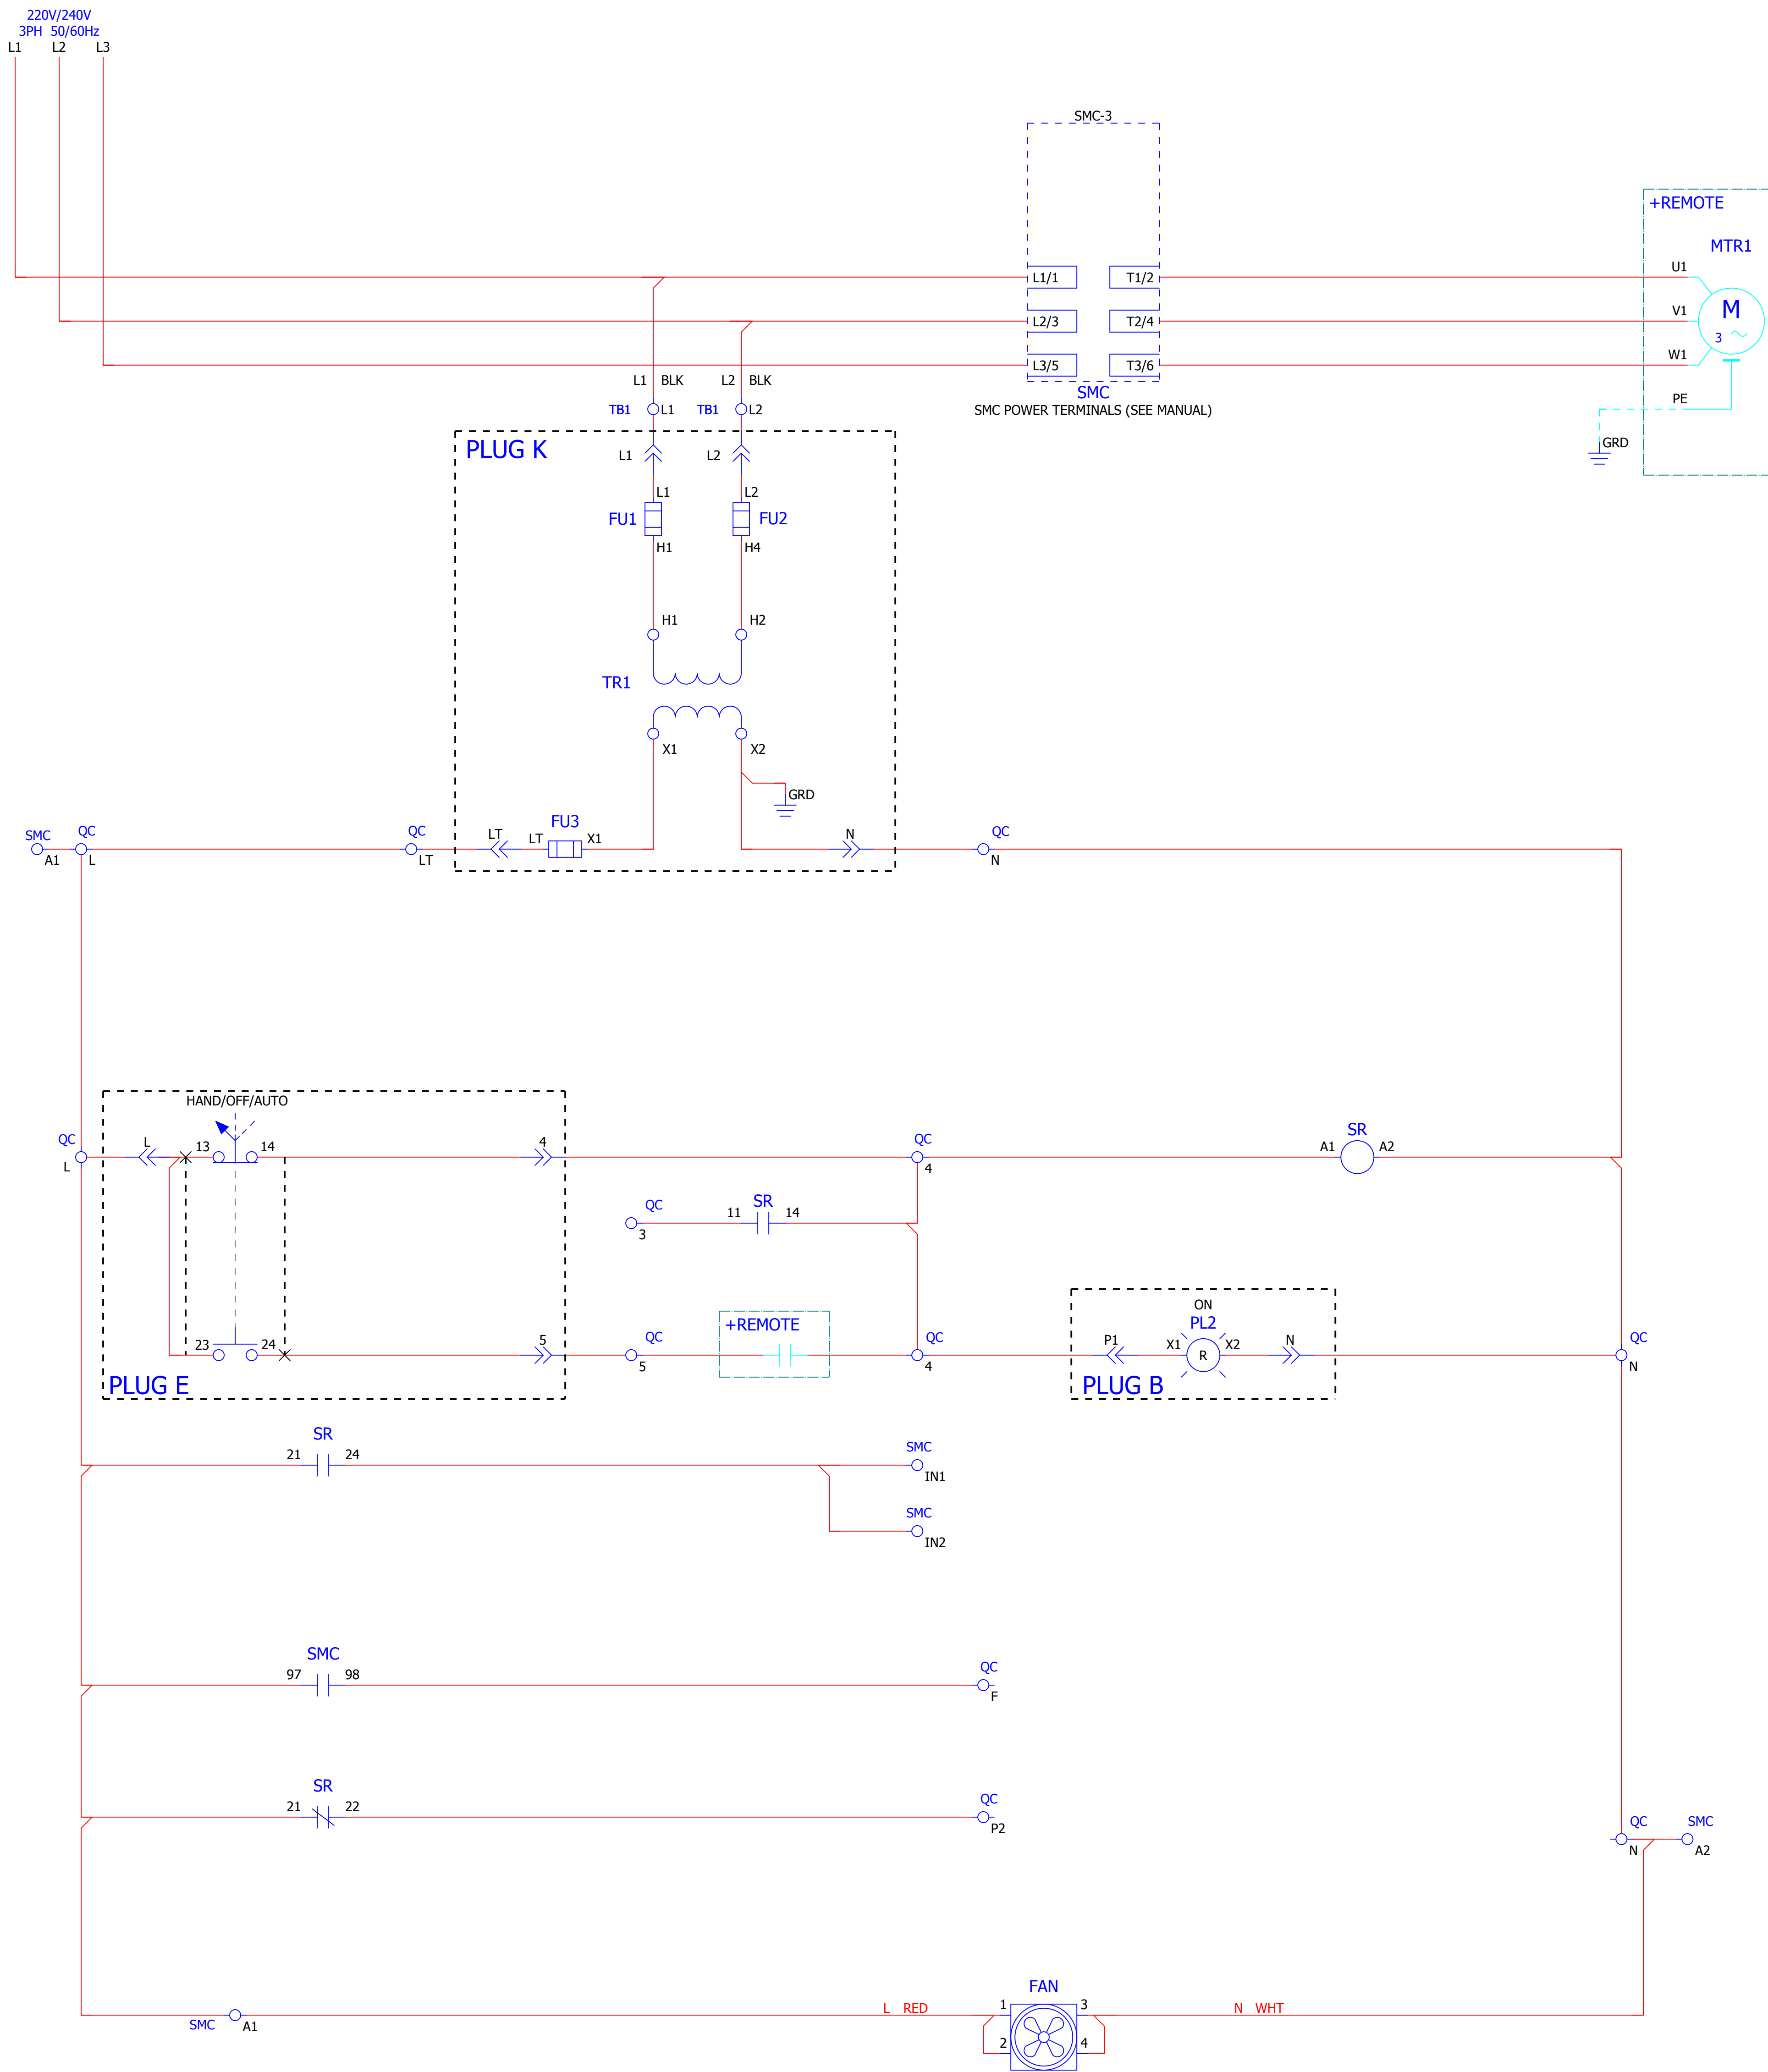 220V/240V
3PH 50/60Hz
L1 L2 L3
SMC-3
+REMOTE
MTR1
L1/1 T1/2 U1
L2/3 T2/4 V1 M
3
L3/5 T3/6 W1
SMC
SMC POWER TERMINALS (SEE MANUAL)
PE
GRD
L1 BLK L2 BLK
TB1 L1 TB1 L2
PLUG K
L1 L2
L1 L2
FU1 FU2
H1 H4
H1 H2
TR1
X1 X2
GRD
SMC QC QC LT LT FU3 X1 N QC
A1 L LT N
HAND/OFF/AUTO
QC L 13 14 4 QC A1 SR A2
L 4
QC 11 SR 14
3
ON
+REMOTE PL2
23 24 5 QC P1 X1 R X2 N QC
5 4 N
PLUG E PLUG B
SR
21 24 SMC
IN1
SMC
IN2
SMC
97 98 QC
F
SR
21 22 QC
P2
QC SMC
N A2
FAN
L RED 1 3 N WHT
SMC A1
2 4